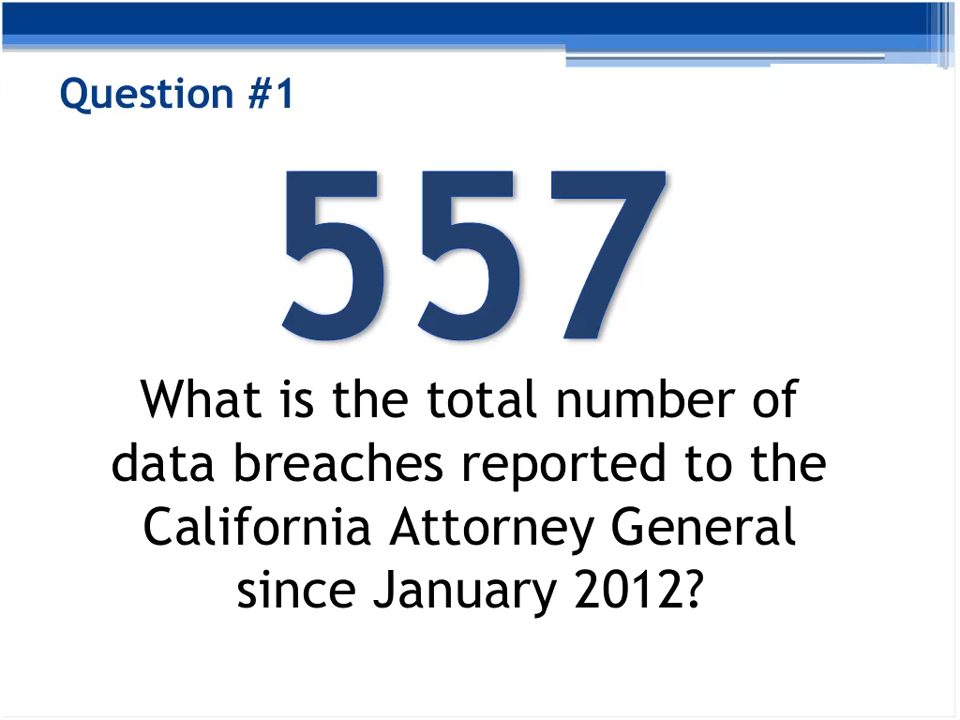 Question #1
557
What is the total number of
data breaches reported to the
California Attorney General
since January 2012?